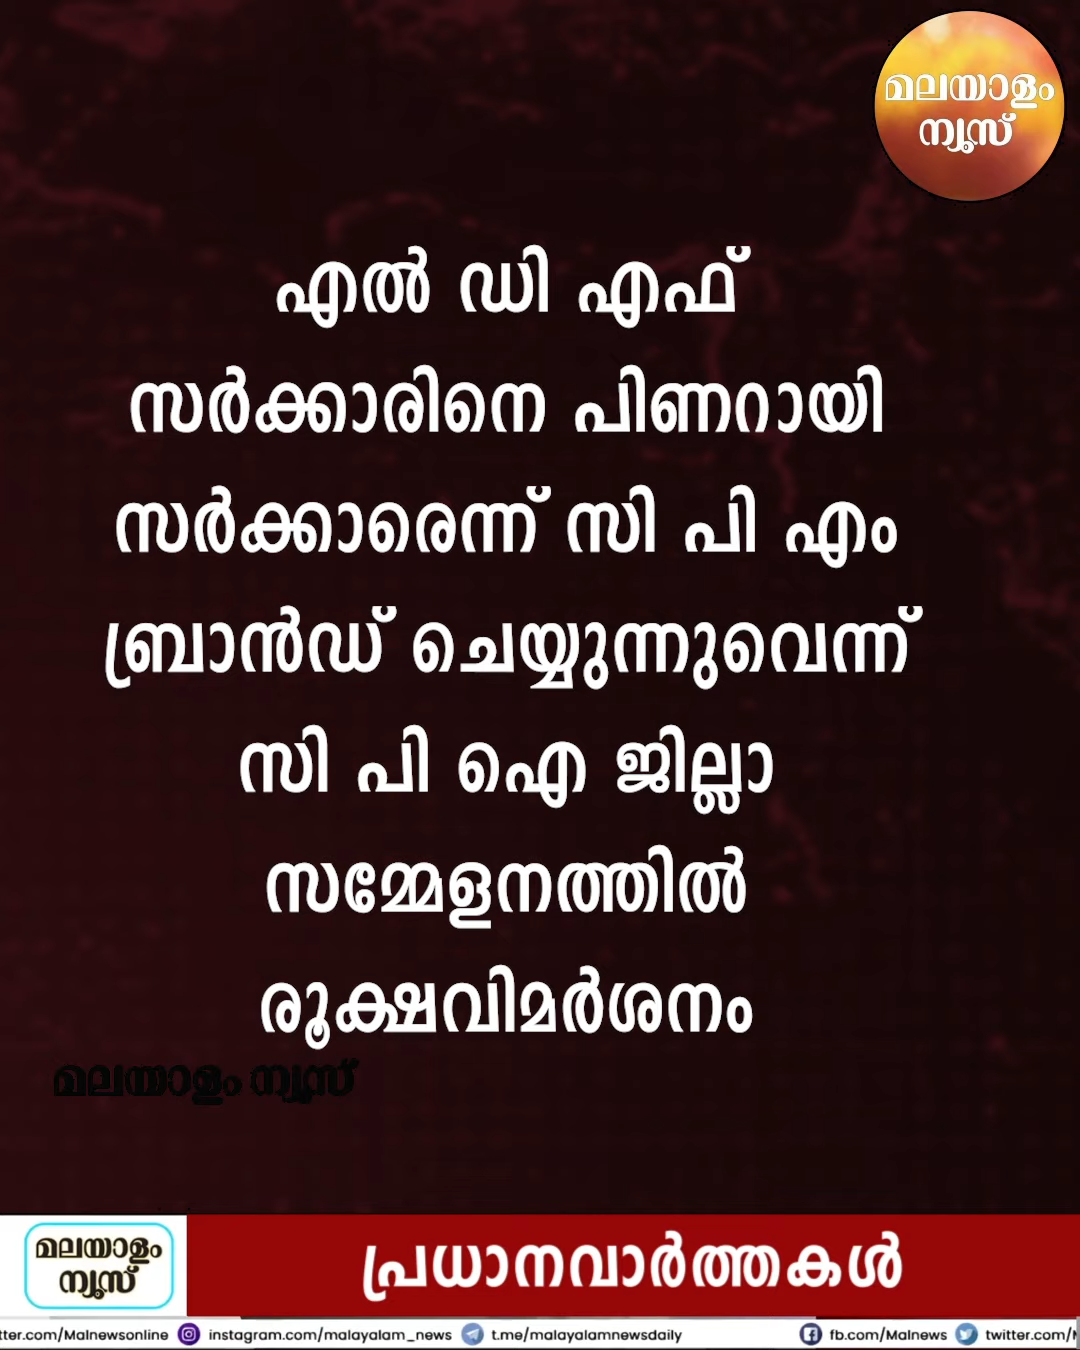 മലയാളം
ന്യൂസ്
എൽ ഡി എഫ്
സർക്കാരിനെ പിണറായി
സർക്കാരെന്ന് സി പി എം
ബ്രാൻഡ് ചെയ്യുന്നുവെന്ന്
സി പി ഐ ജില്ലാ
സമ്മേളനത്തിൽ
രൂക്ഷവിമർശനം
മലയാളം ന്യൂസ്
മലയാളം
ന്യൂസ്
പ്രധാനവാർത്തകൾ
tter.com/Malnewsonline instagram.com/malayalam_news t.me/malayalamnewsdaily fb.com/Malnews twitter.com/M